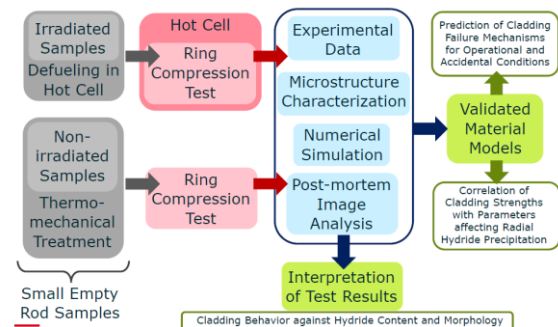 Irradiated
Samples
Defueling in
Hot Cell
Hot Cell
Ring
Compression
Test
Non-
irradiated
Samples
Thermo-
mechanical
Treatment
Ring
Compression
Test
Small Empty
Rod Samples
Experimental
Data
Microstructure
Characterization
Numerical
Simulation
Post-mortem
Image
Analysis
Interpretation
of Test Results
Cladding Behavior against Hydride Content and Morphology
Prediction of Cladding
Failure Mechanisms
for Operational and
Accidental Conditions
Validated
Material
Models
Correlation of
Cladding Strengths
with Parameters
affecting Radial
Hydride Precipitation